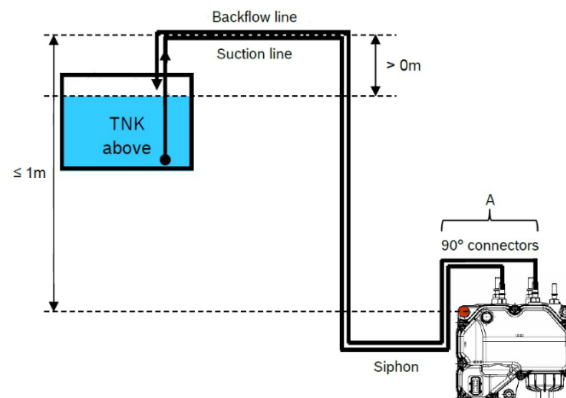 Backflow line
Suction line
> 0m
TNK
above
≤ 1m
A
90° connectors
Siphon